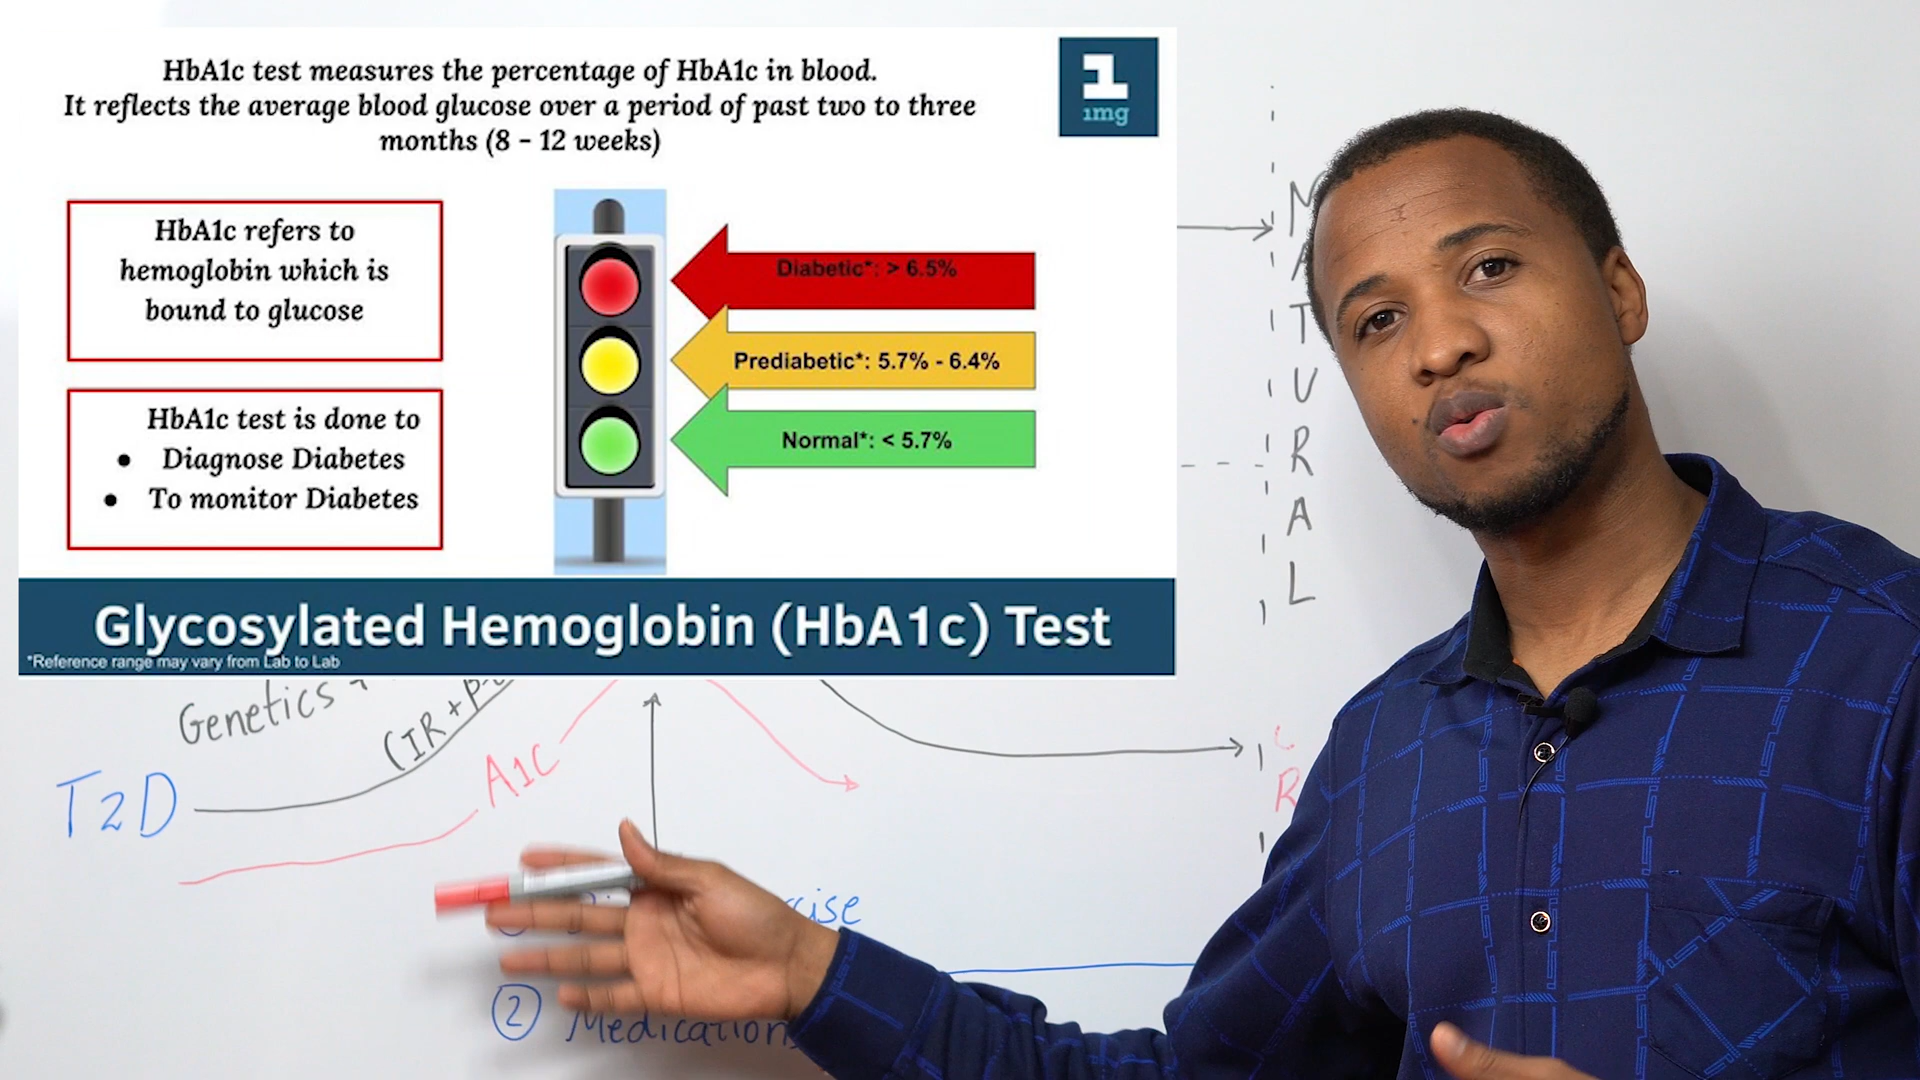 HbA1c test measures the percentage of HbA1c in blood.
It reflects the average blood glucose over a period of past two to three
months (8 - 12 weeks)
1
1mg
HbA1c refers to
hemoglobin which is
bound to glucose
HbA1c test is done to
● Diagnose Diabetes
● To monitor Diabetes
Diabetic*: > 6.5%
Prediabetic*: 5.7% - 6.4%
Normal*: < 5.7%
Glycosylated Hemoglobin (HbA1c) Test
*Reference range may vary from Lab to Lab
NATURAL
Genetics +
(IR +
A1C
T2D
R
② Medications